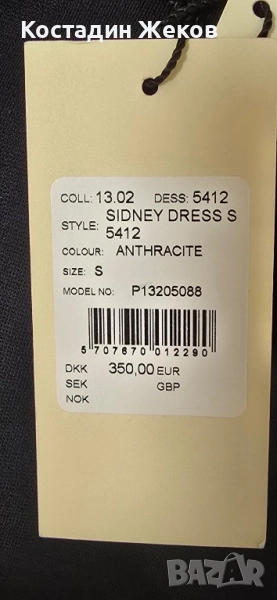 Костадин Жеков
COLL: 13.02 DESS: 5412
STYLE: SIDNEY DRESS S
5412
COLOUR: ANTHRACITE
SIZE: S
MODEL NO: P13205088
5 707670 012290
DKK 350,00 EUR
SEK GBP
NOK
BAZAR